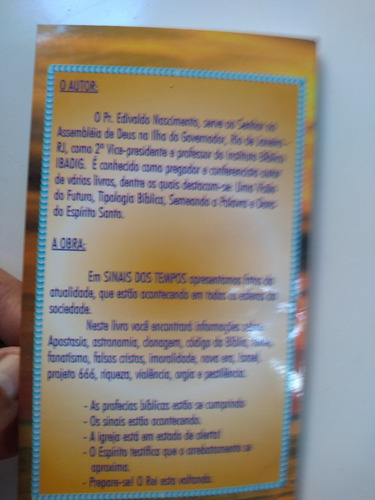 O AUTOR:
O Pr. Edivaldo Nascimento, serve ao Senhor na
Assembléia de Deus na Ilha do Governador, Rio de Janeiro-
RJ, como 2º Vice-presidente e professor do Instituto Bíblico
IBADIG. É conhecido como pregador e conferencista autor
de vários livros, dentre os quais destacam-se: Uma Visão
do Futuro, Tipologia Bíblica, Semeando a Palavra e Dons
do Espírito Santo.
A OBRA:
Em SINAIS DOS TEMPOS apresentamos fatos da
atualidade, que estão acontecendo em todas as esferas da
sociedade.
Neste livro você encontrará informações sobre:
Apostasia, astronomia, clonagem, código da Bíblia,
fanatismo, falsos cristos, imoralidade, nova era, Israel,
projeto 666, riqueza, violência, orgia e pestilência.
- As profecias bíblicas estão se cumprindo
- Os sinais estão acontecendo.
- A igreja está em estado de alerta!
- O Espírito testifica que o arrebatamento se
aproxima.
- Prepare-se! O Rei esta voltando.